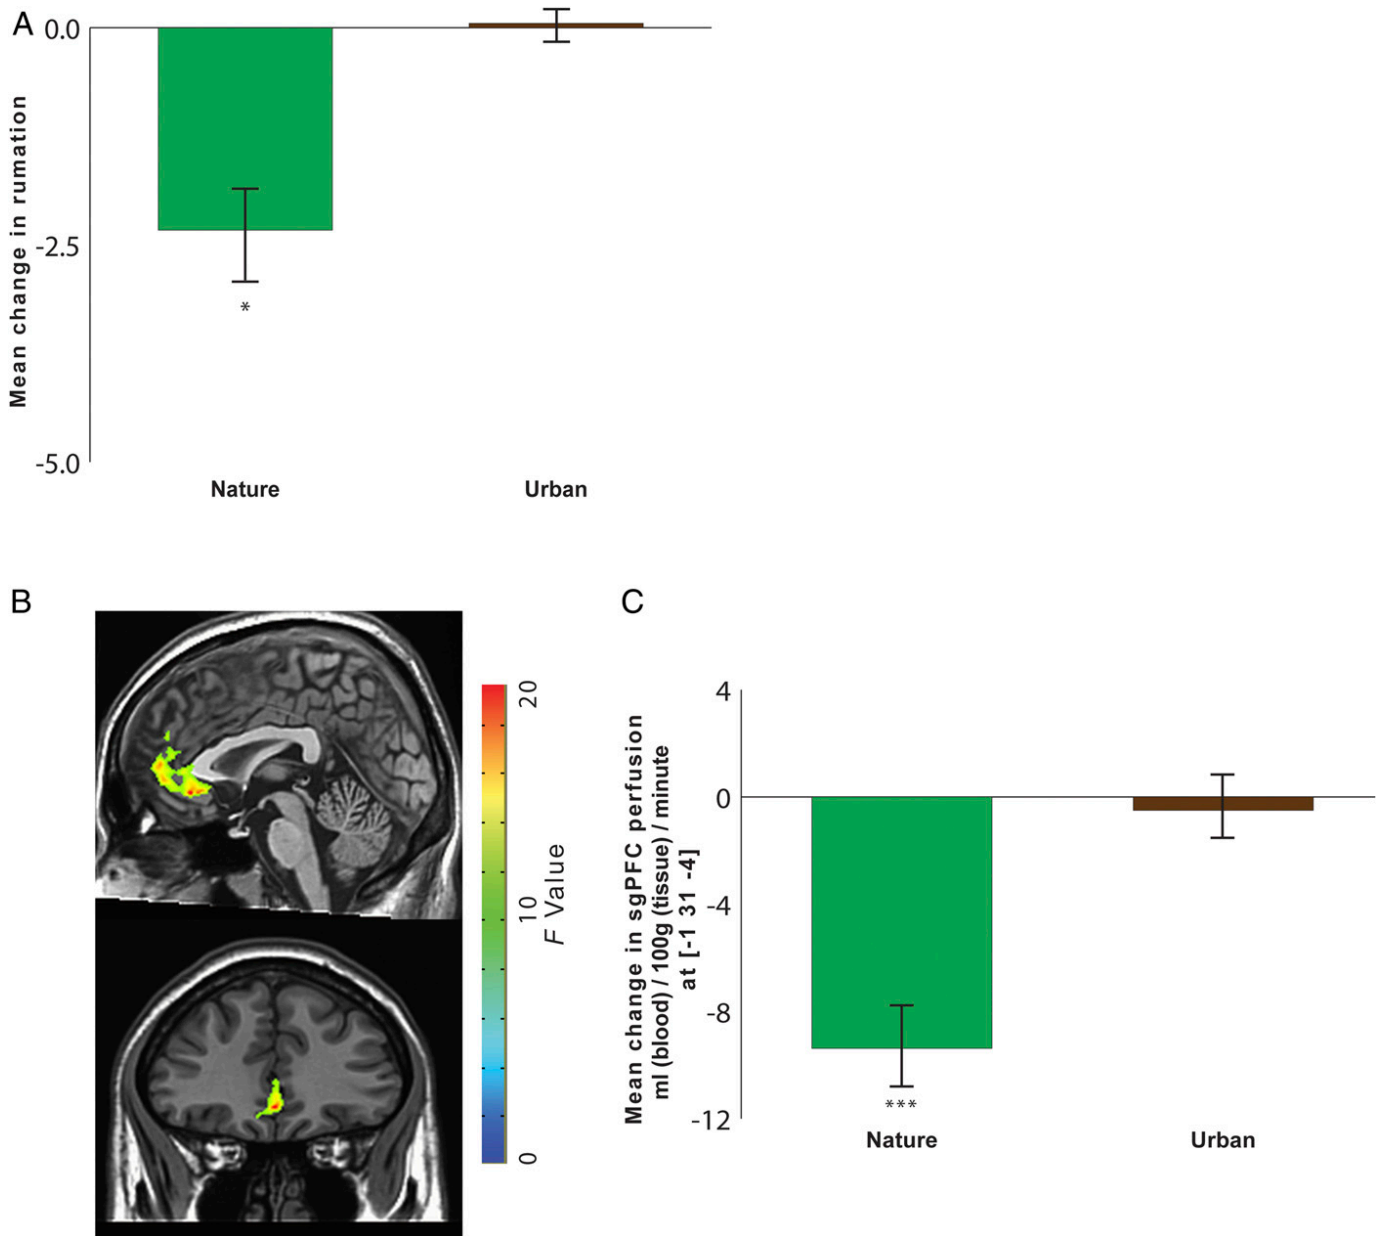 A
0.0
-2.5
-5.0
Mean change in rumation
*
Nature Urban
B
20
10
0
F Value
C
4
0
-4
-8
-12
Mean change in sgPFC perfusion
ml (blood) / 100g (tissue) / minute
at [-1 31 -4]
***
Nature Urban